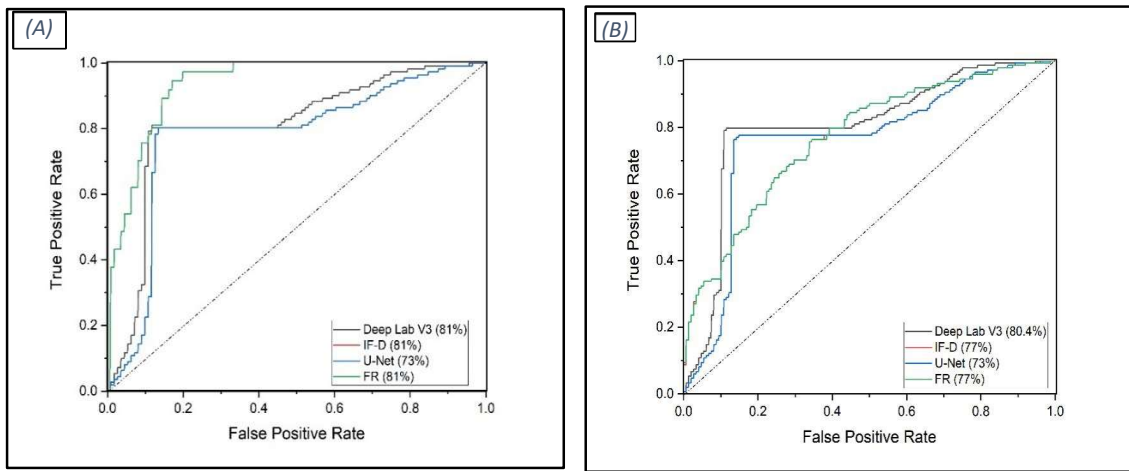 (A)
True Positive Rate
1.0
0.8
0.6
0.4
0.2
0.0
Deep Lab V3 (81%)
IF-D (81%)
U-Net (73%)
FR (81%)
0.0 0.2 0.4 0.6 0.8 1.0
False Positive Rate
(B)
True Positive Rate
1.0
0.8
0.6
0.4
0.2
0.0
Deep Lab V3 (80.4%)
IF-D (77%)
U-Net (73%)
FR (77%)
0.0 0.2 0.4 0.6 0.8 1.0
False Positive Rate